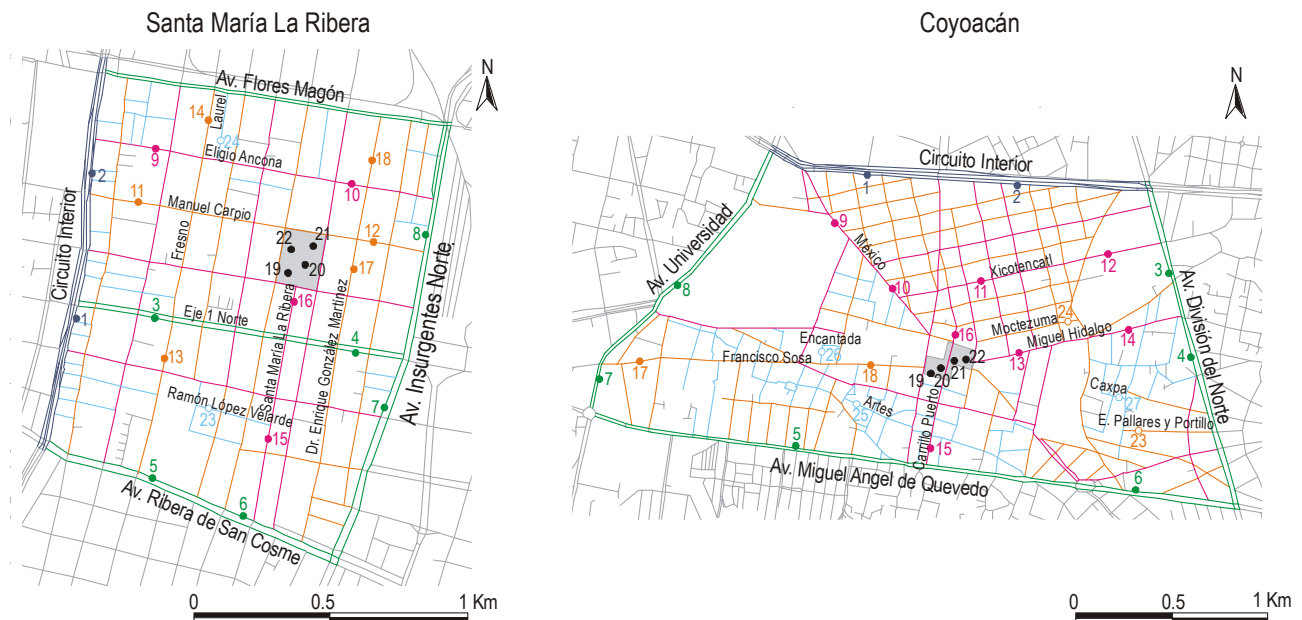 Santa María La Ribera
Av. Flores Magón
N
14
Laurel
24
18
9
Eligio Ancona
2
10
11
Manuel Carpio
Fresno
22
21
12
8
19
20
17
Circuito Interior
16
3
Eje 1 Norte
1
4
Santa María La Ribera
Dr. Enrique González Martínez
Av. Insurgentes Norte
13
Ramón López Velarde
23
7
15
5
6
Av. Ribera de San Cosme
0
0.5
1 Km
Coyoacán
N
Circuito Interior
1
2
Av. Universidad
9
México
12
Xicotencatl
3
8
10
11
Av. División del Norte
24
Moctezuma
16
Miguel Hidalgo
14
Encantada
26
Francisco Sosa
13
4
17
18
19
20
21
22
7
Caxpa
27
Artes
25
Carrillo Puerto
E. Pallares y Portillo
23
5
15
Av. Miguel Angel de Quevedo
6
0
0.5
1 Km